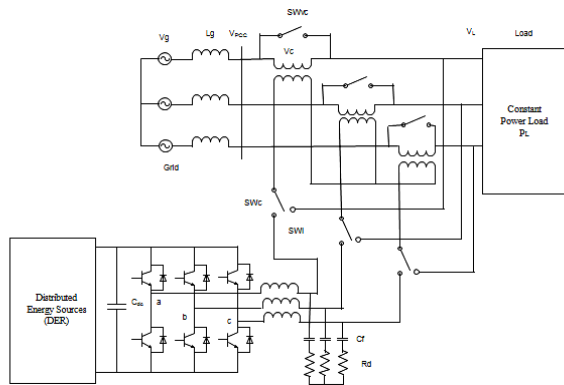 SWvc
Vg
Lg
VPCC
Vc
VL
Load
Constant
Power Load
PL
Grid
SWc
SWI
Distributed
Energy Sources
(DER)
a
b
c
Cf
Rd